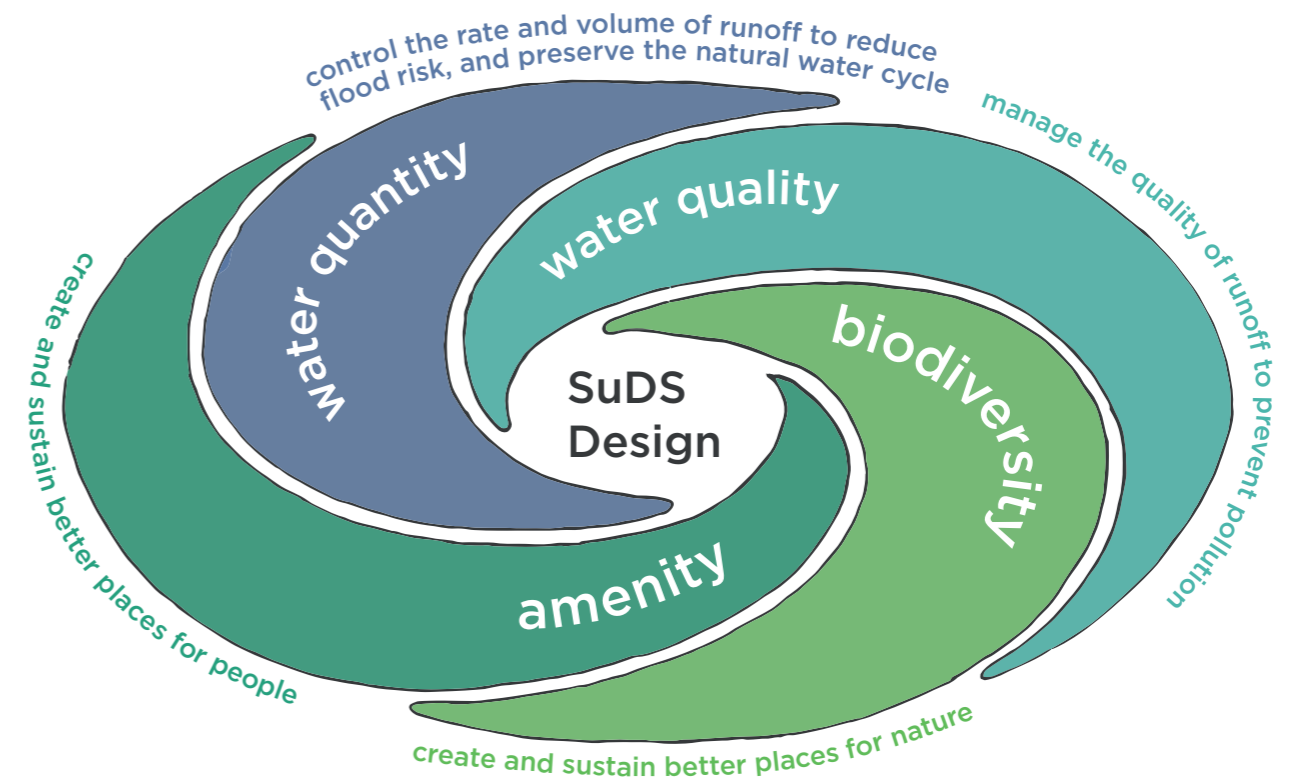 control the rate and volume of runoff to reduce
flood risk, and preserve the natural water cycle
manage the quality of runoff to prevent pollution
water quantity
water quality
biodiversity
SuDS
Design
amenity
create and sustain better places for people
create and sustain better places for nature